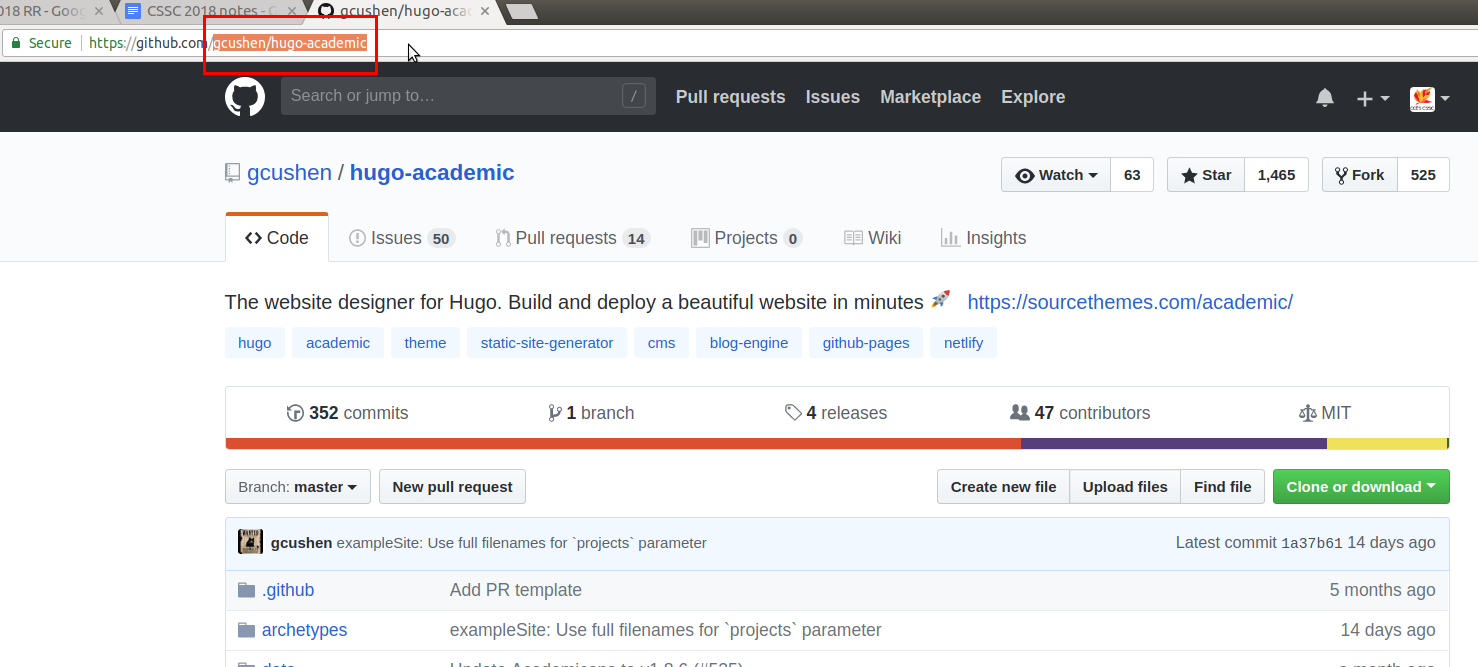 018 RR - Goog × CSSC 2018 notes - G × gcushen/hugo-acad ×
Secure https://github.com/gcushen/hugo-academic
Search or jump to… / Pull requests Issues Marketplace Explore
gcushen / hugo-academic Watch 63 Star 1,465 Fork 525
Code Issues 50 Pull requests 14 Projects 0 Wiki Insights
The website designer for Hugo. Build and deploy a beautiful website in minutes 🚀 https://sourcethemes.com/academic/
hugo academic theme static-site-generator cms blog-engine github-pages netlify
352 commits 1 branch 4 releases 47 contributors MIT
Branch: master New pull request Create new file Upload files Find file Clone or download
gcushen exampleSite: Use full filenames for `projects` parameter Latest commit 1a37b61 14 days ago
.github Add PR template 5 months ago
archetypes exampleSite: Use full filenames for `projects` parameter 14 days ago